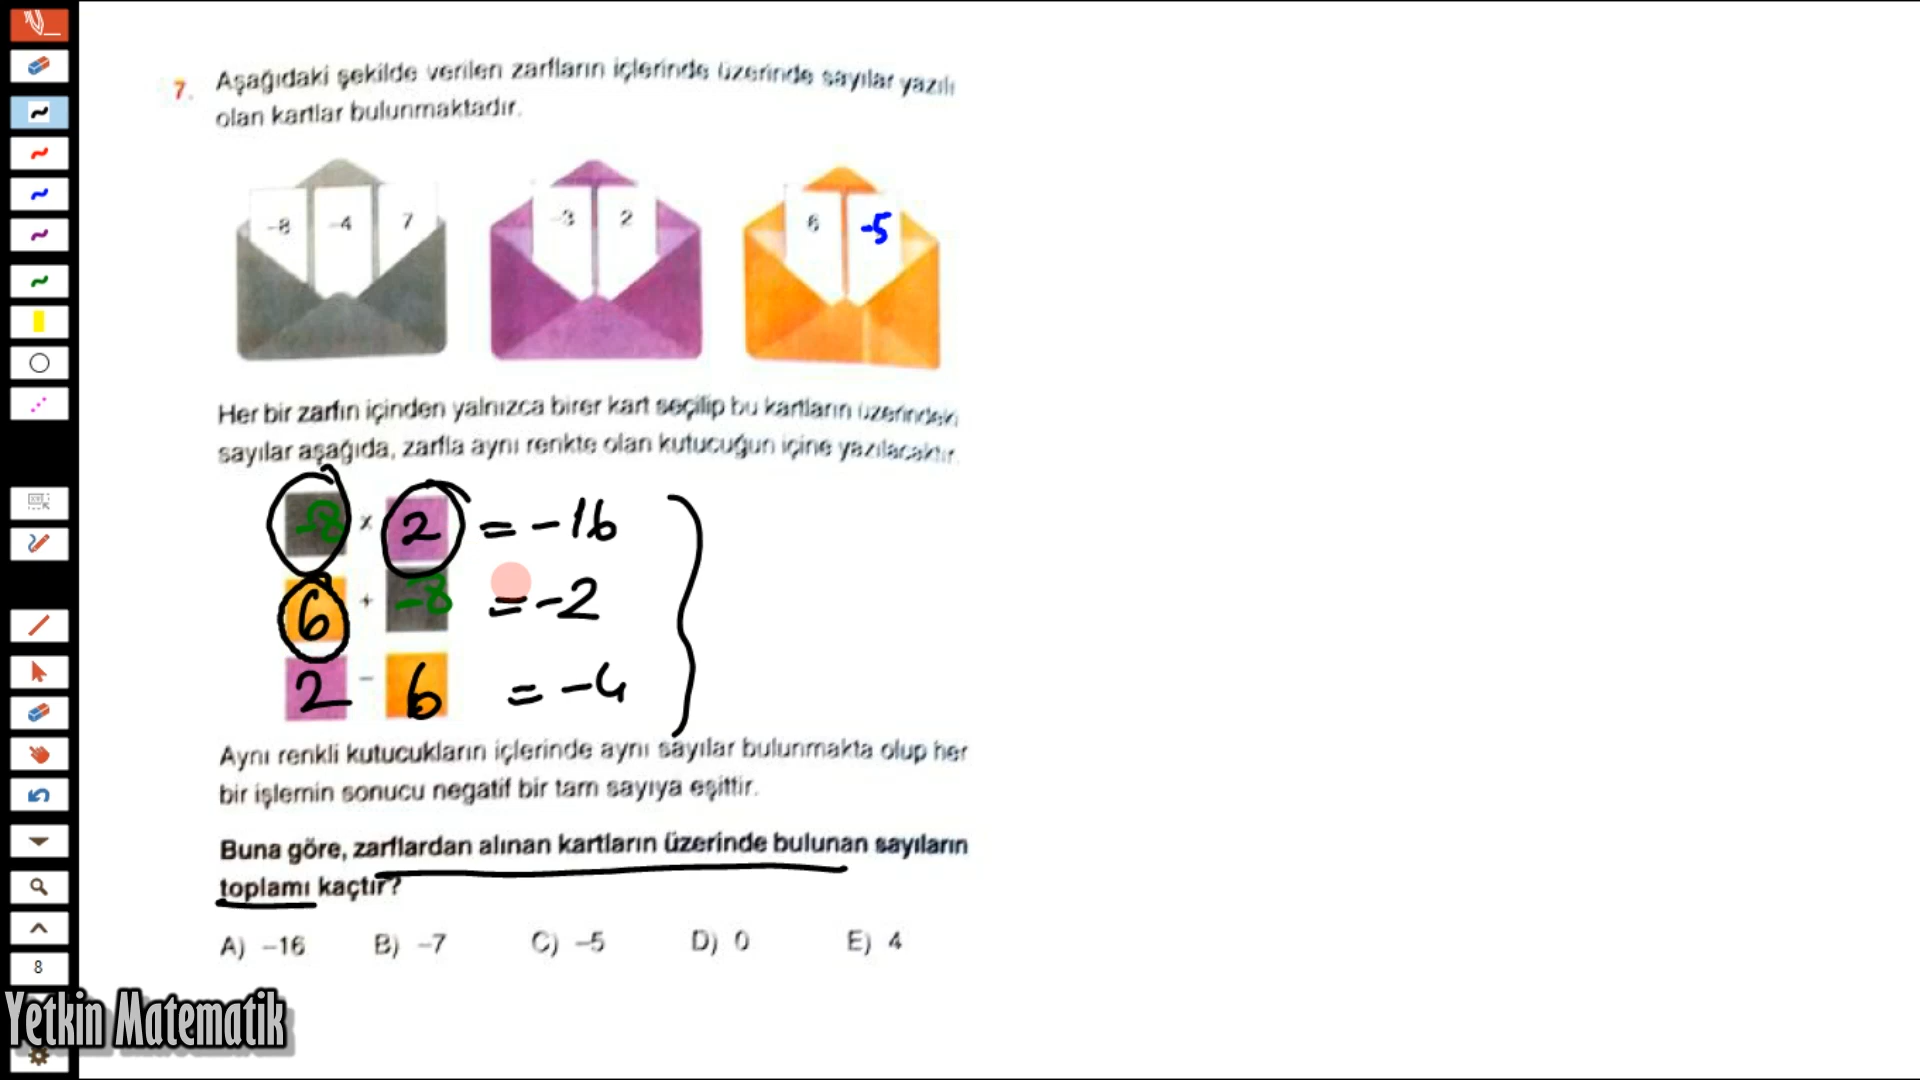 7. Aşağıdaki şekilde verilen zarfların içlerinde üzerinde sayılar yazılı
olan kartlar bulunmaktadır.
-8 -4 7 -3 2 6 -5
Her bir zarfın içinden yalnızca birer kart seçilip bu kartların üzerindeki
sayılar aşağıda, zarfla aynı renkte olan kutucuğun içine yazılacaktır.
-8 x 2 = -16
6 + -8 = -2
2 - 6 = -4
Aynı renkli kutucukların içlerinde aynı sayılar bulunmakta olup her
bir işlemin sonucu negatif bir tam sayıya eşittir.
Buna göre, zarflardan alınan kartların üzerinde bulunan sayıların
toplamı kaçtır?
A) -16 B) -7 C) -5 D) 0 E) 4
8
Yetkin Matematik